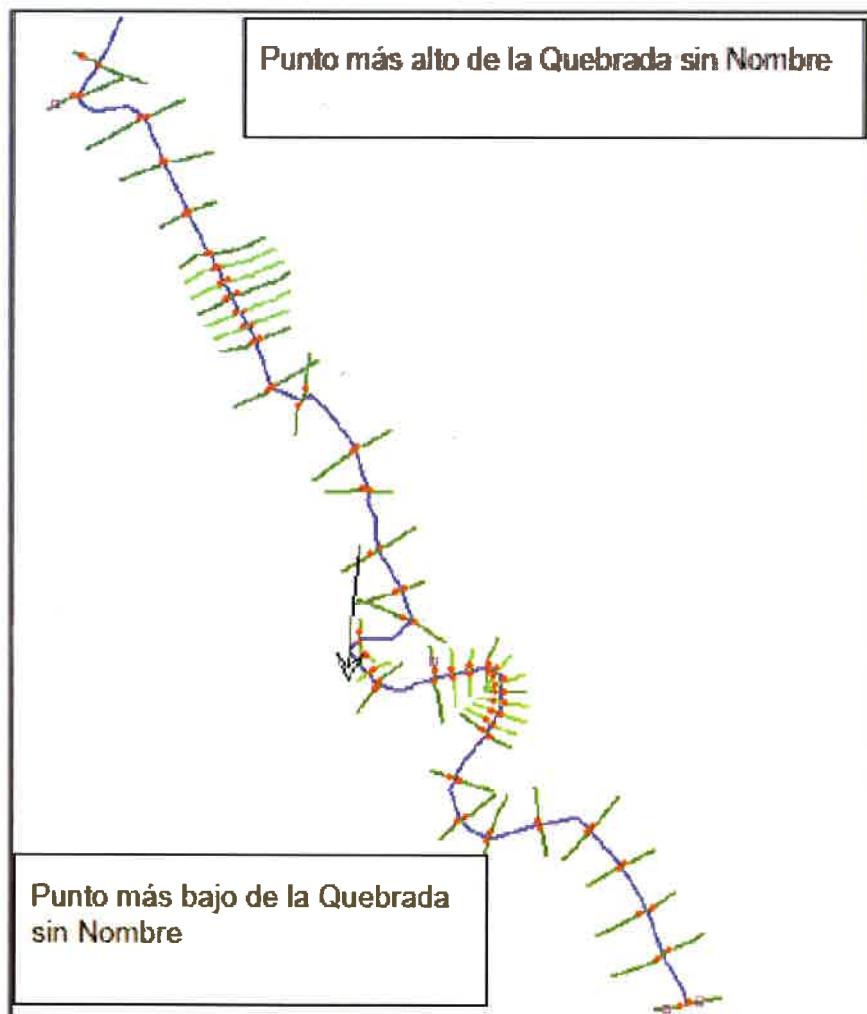 Punto más alto de la Quebrada sin Nombre
Punto más bajo de la Quebrada
sin Nombre